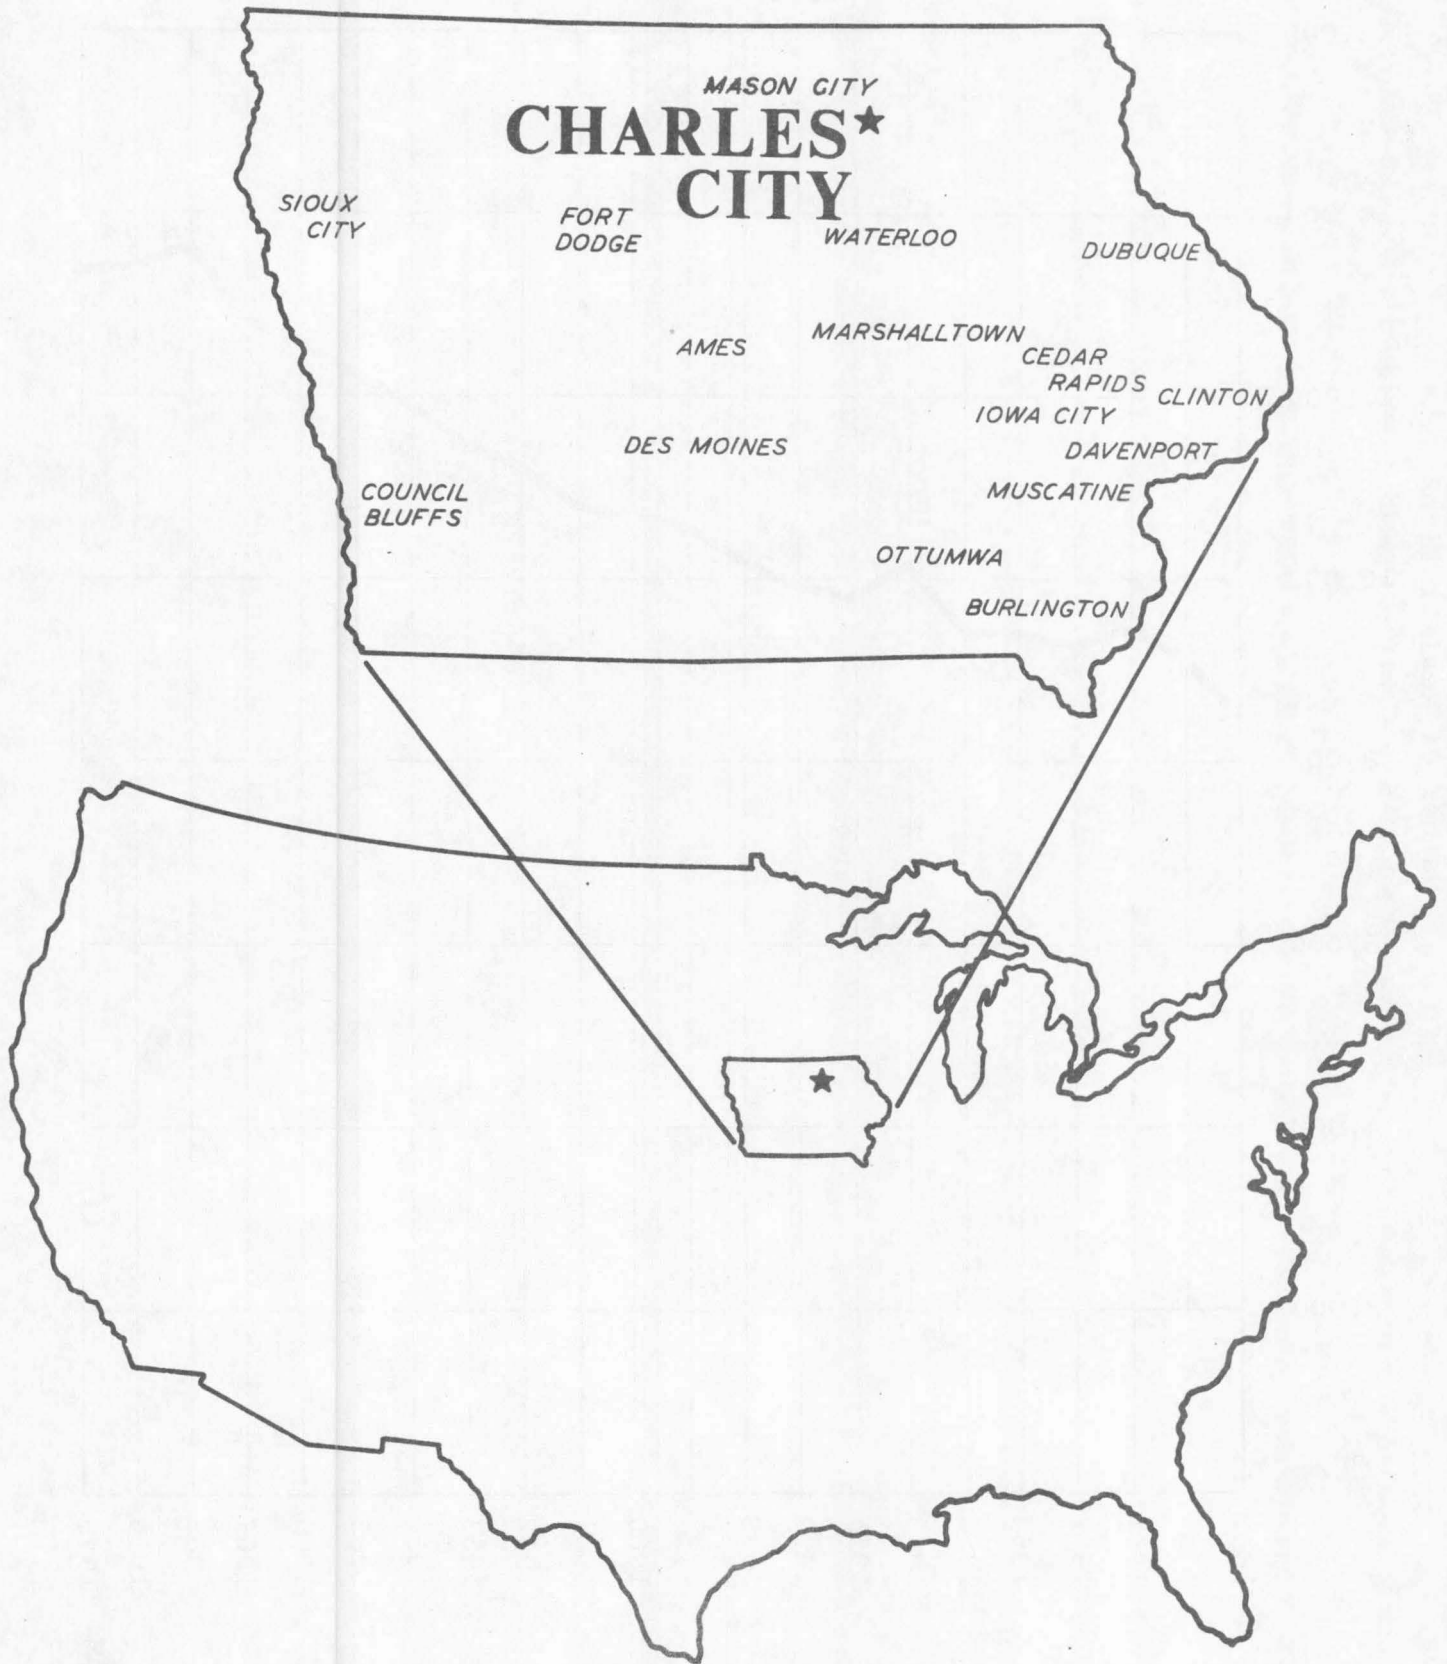 MASON CITY
CHARLES★
CITY
SIOUX
CITY
FORT
DODGE
WATERLOO
DUBUQUE
AMES
MARSHALLTOWN
CEDAR
RAPIDS
CLINTON
IOWA CITY
DES MOINES
DAVENPORT
COUNCIL
BLUFFS
MUSCATINE
OTTUMWA
BURLINGTON